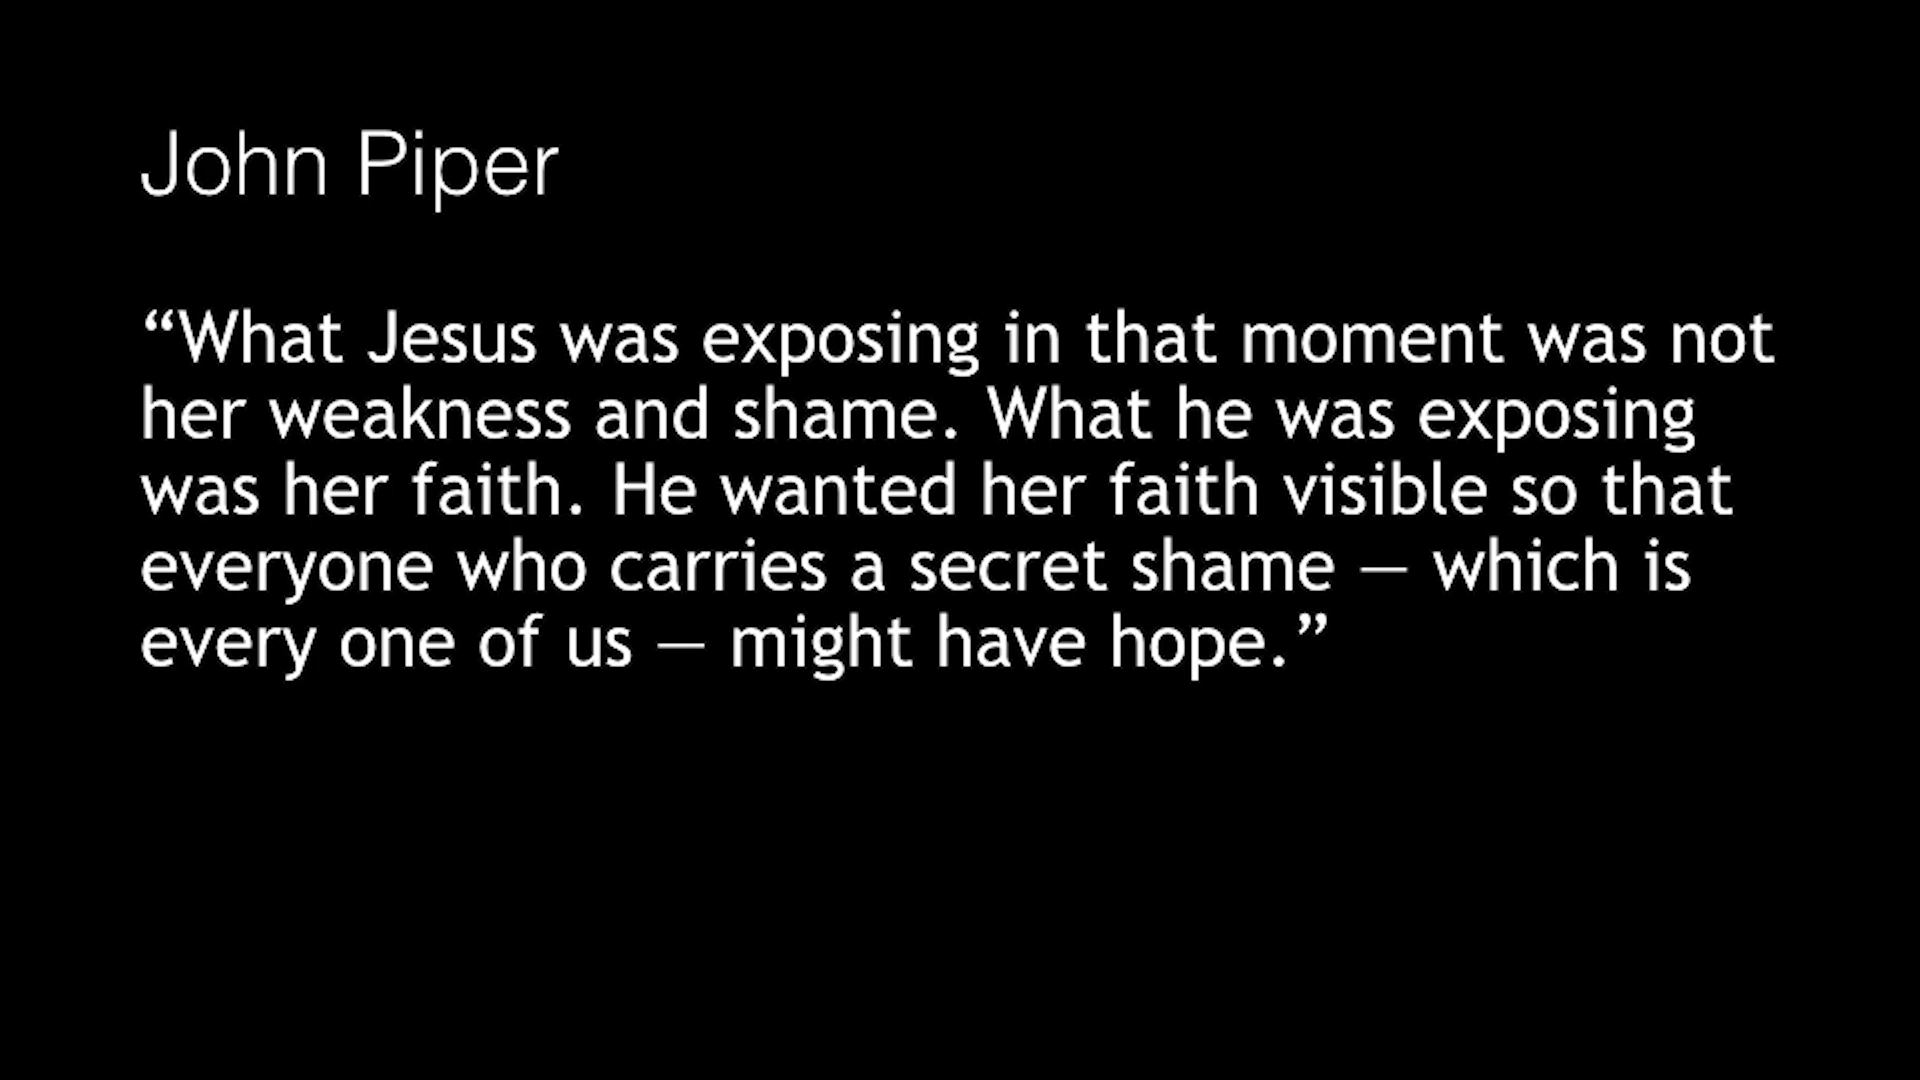 John Piper
“What Jesus was exposing in that moment was not
her weakness and shame. What he was exposing
was her faith. He wanted her faith visible so that
everyone who carries a secret shame — which is
every one of us — might have hope.”